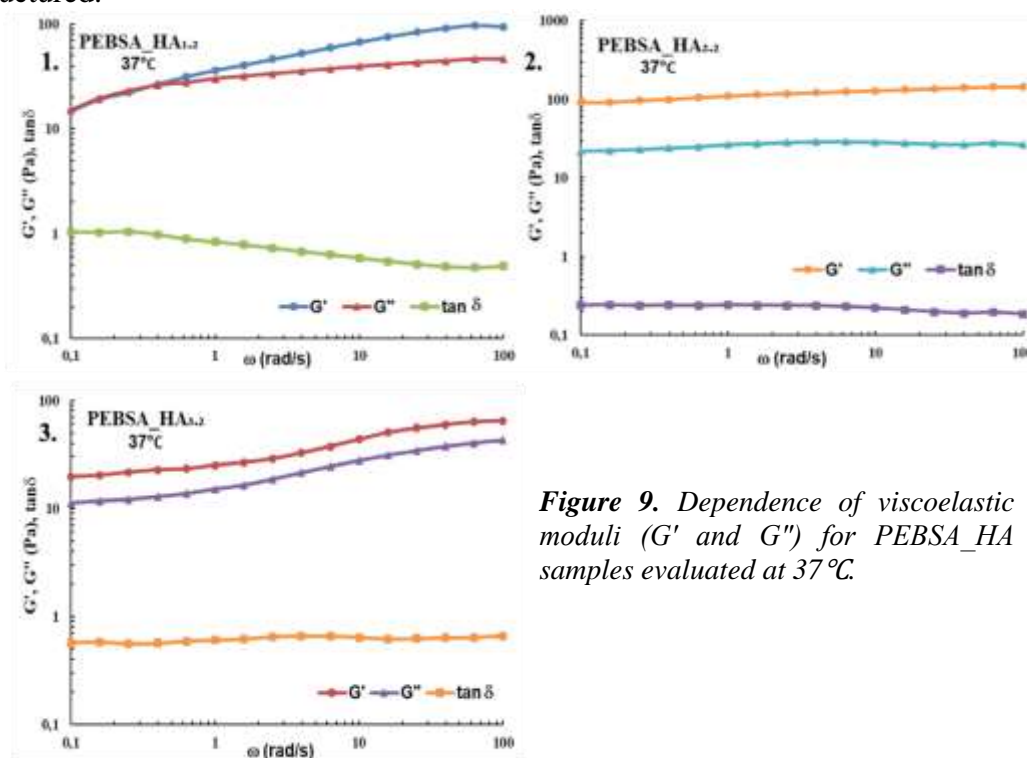 uctured.
100
PEBSA_HA₁.₂
37°C
1.
10
1
0,1
G', G'' (Pa), tanδ
G' G'' tan δ
0,1 1 10 100
ω (rad/s)
1000
PEBSA_HA₂.₂
37°C
2.
100
10
1
0,1
G', G'' (Pa), tanδ
G' G'' tan δ
0,1 1 10 100
ω (rad/s)
100
PEBSA_HA₃.₂
37°C
3.
10
1
0,1
G', G'' (Pa), tanδ
G' G'' tan δ
0,1 1 10 100
ω (rad/s)
Figure 9. Dependence of viscoelastic
moduli (G' and G") for PEBSA_HA
samples evaluated at 37℃.